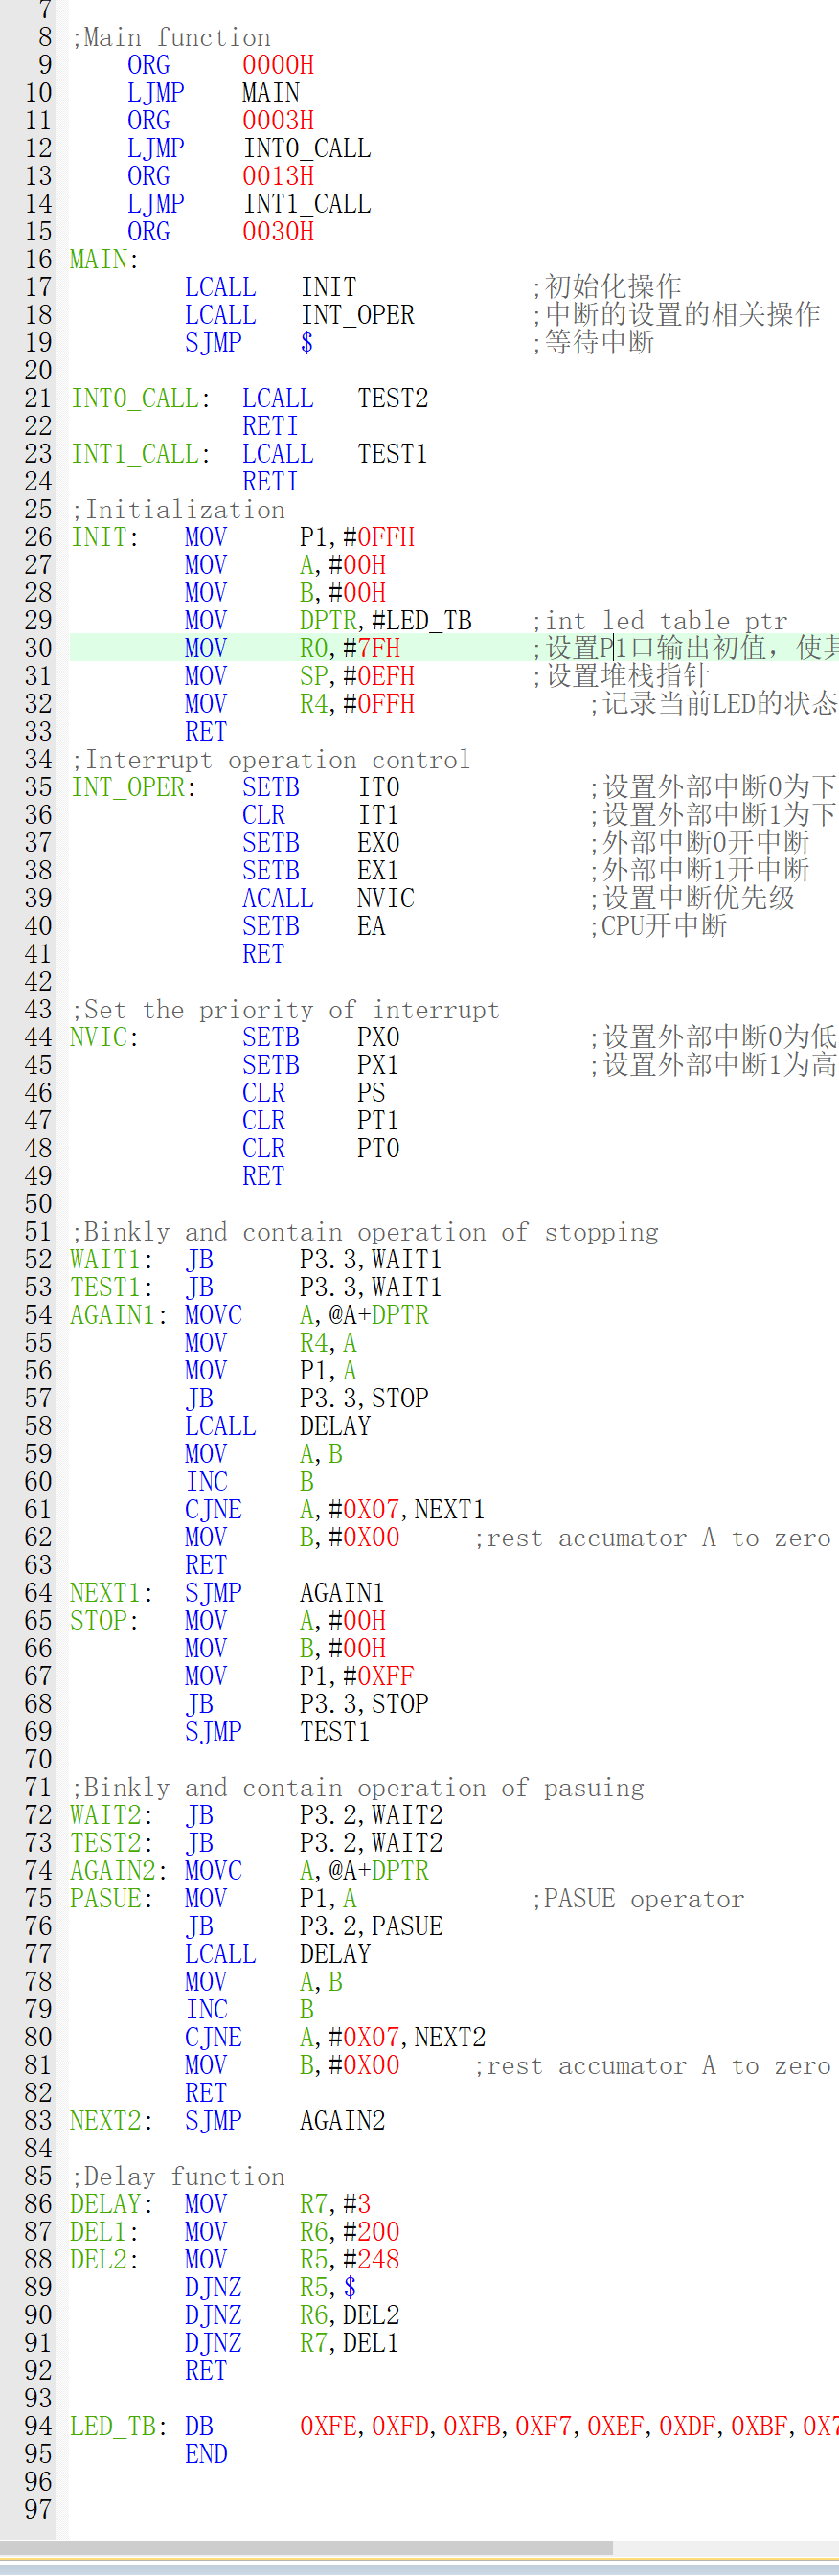 7
8 ;Main function
9 ORG 0000H
10 LJMP MAIN
11 ORG 0003H
12 LJMP INT0_CALL
13 ORG 0013H
14 LJMP INT1_CALL
15 ORG 0030H
16 MAIN:
17 LCALL INIT ;初始化操作
18 LCALL INT_OPER ;中断的设置的相关操作
19 SJMP $ ;等待中断
20
21 INT0_CALL: LCALL TEST2
22 RETI
23 INT1_CALL: LCALL TEST1
24 RETI
25 ;Initialization
26 INIT: MOV P1,#0FFH
27 MOV A,#00H
28 MOV B,#00H
29 MOV DPTR,#LED_TB ;int led table ptr
30 MOV R0,#7FH ;设置P1口输出初值，使其
31 MOV SP,#0EFH ;设置堆栈指针
32 MOV R4,#0FFH ;记录当前LED的状态
33 RET
34 ;Interrupt operation control
35 INT_OPER: SETB IT0 ;设置外部中断0为下
36 CLR IT1 ;设置外部中断1为下
37 SETB EX0 ;外部中断0开中断
38 SETB EX1 ;外部中断1开中断
39 ACALL NVIC ;设置中断优先级
40 SETB EA ;CPU开中断
41 RET
42
43 ;Set the priority of interrupt
44 NVIC: SETB PX0 ;设置外部中断0为低
45 SETB PX1 ;设置外部中断1为高
46 CLR PS
47 CLR PT1
48 CLR PT0
49 RET
50
51 ;Binkly and contain operation of stopping
52 WAIT1: JB P3.3,WAIT1
53 TEST1: JB P3.3,WAIT1
54 AGAIN1: MOVC A,@A+DPTR
55 MOV R4,A
56 MOV P1,A
57 JB P3.3,STOP
58 LCALL DELAY
59 MOV A,B
60 INC B
61 CJNE A,#0X07,NEXT1
62 MOV B,#0X00 ;rest accumator A to zero
63 RET
64 NEXT1: SJMP AGAIN1
65 STOP: MOV A,#00H
66 MOV B,#00H
67 MOV P1,#0XFF
68 JB P3.3,STOP
69 SJMP TEST1
70
71 ;Binkly and contain operation of pasuing
72 WAIT2: JB P3.2,WAIT2
73 TEST2: JB P3.2,WAIT2
74 AGAIN2: MOVC A,@A+DPTR
75 PASUE: MOV P1,A ;PASUE operator
76 JB P3.2,PASUE
77 LCALL DELAY
78 MOV A,B
79 INC B
80 CJNE A,#0X07,NEXT2
81 MOV B,#0X00 ;rest accumator A to zero
82 RET
83 NEXT2: SJMP AGAIN2
84
85 ;Delay function
86 DELAY: MOV R7,#3
87 DEL1: MOV R6,#200
88 DEL2: MOV R5,#248
89 DJNZ R5,$
90 DJNZ R6,DEL2
91 DJNZ R7,DEL1
92 RET
93
94 LED_TB: DB 0XFE,0XFD,0XFB,0XF7,0XEF,0XDF,0XBF,0X7
95 END
96
97